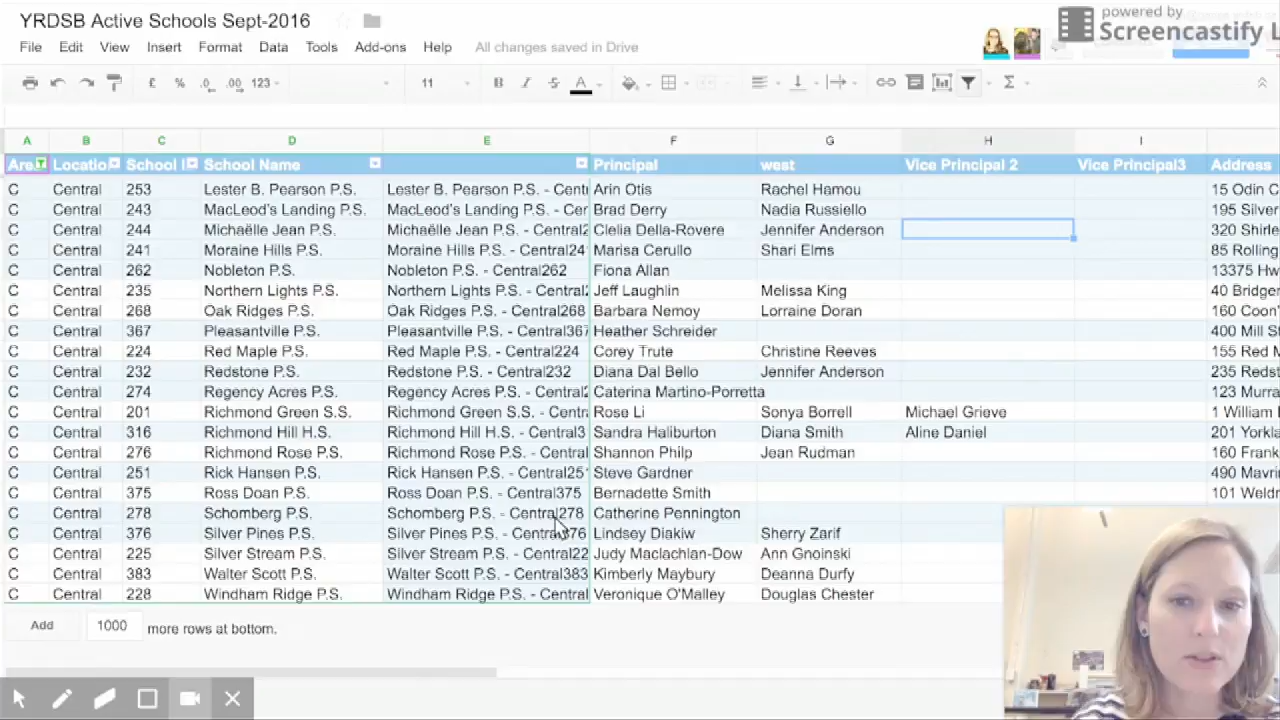 YRDSB Active Schools Sept-2016
powered by
Screencastify L
File Edit View Insert Format Data Tools Add-ons Help All changes saved in Drive
£ % .0 .00 123 11 B I S A Σ
A B C D E F G H I
Are Locatio School I School Name Principal west Vice Principal 2 Vice Principal3 Address
C Central 253 Lester B. Pearson P.S. Lester B. Pearson P.S. - Cent Arin Otis Rachel Hamou 15 Odin C
C Central 243 MacLeod's Landing P.S. MacLeod's Landing P.S. - Cer Brad Derry Nadia Russiello 195 Silver
C Central 244 Michaëlle Jean P.S. Michaëlle Jean P.S. - Central2 Clelia Della-Rovere Jennifer Anderson 320 Shirle
C Central 241 Moraine Hills P.S. Moraine Hills P.S. - Central24 Marisa Cerullo Shari Elms 85 Rolling
C Central 262 Nobleton P.S. Nobleton P.S. - Central262 Fiona Allan 13375 Hw
C Central 235 Northern Lights P.S. Northern Lights P.S. - Central2 Jeff Laughlin Melissa King 40 Bridger
C Central 268 Oak Ridges P.S. Oak Ridges P.S. - Central268 Barbara Nemoy Lorraine Doran 160 Coon'
C Central 367 Pleasantville P.S. Pleasantville P.S. - Central367 Heather Schreider 400 Mill S
C Central 224 Red Maple P.S. Red Maple P.S. - Central224 Corey Trute Christine Reeves 155 Red M
C Central 232 Redstone P.S. Redstone P.S. - Central232 Diana Dal Bello Jennifer Anderson 235 Redst
C Central 274 Regency Acres P.S. Regency Acres P.S. - Central2 Caterina Martino-Porretta 123 Murra
C Central 201 Richmond Green S.S. Richmond Green S.S. - Centr Rose Li Sonya Borrell Michael Grieve 1 William
C Central 316 Richmond Hill H.S. Richmond Hill H.S. - Central3 Sandra Haliburton Diana Smith Aline Daniel 201 Yorkla
C Central 276 Richmond Rose P.S. Richmond Rose P.S. - Central Shannon Philp Jean Rudman 160 Frank
C Central 251 Rick Hansen P.S. Rick Hansen P.S. - Central25 Steve Gardner 490 Mavri
C Central 375 Ross Doan P.S. Ross Doan P.S. - Central375 Bernadette Smith 101 Weldr
C Central 278 Schomberg P.S. Schomberg P.S. - Central278 Catherine Pennington
C Central 376 Silver Pines P.S. Silver Pines P.S. - Central376 Lindsey Diakiw Sherry Zarif
C Central 225 Silver Stream P.S. Silver Stream P.S. - Central22 Judy Maclachlan-Dow Ann Gnoinski
C Central 383 Walter Scott P.S. Walter Scott P.S. - Central383 Kimberly Maybury Deanna Durfy
C Central 228 Windham Ridge P.S. Windham Ridge P.S. - Central Veronique O'Malley Douglas Chester
Add 1000 more rows at bottom.